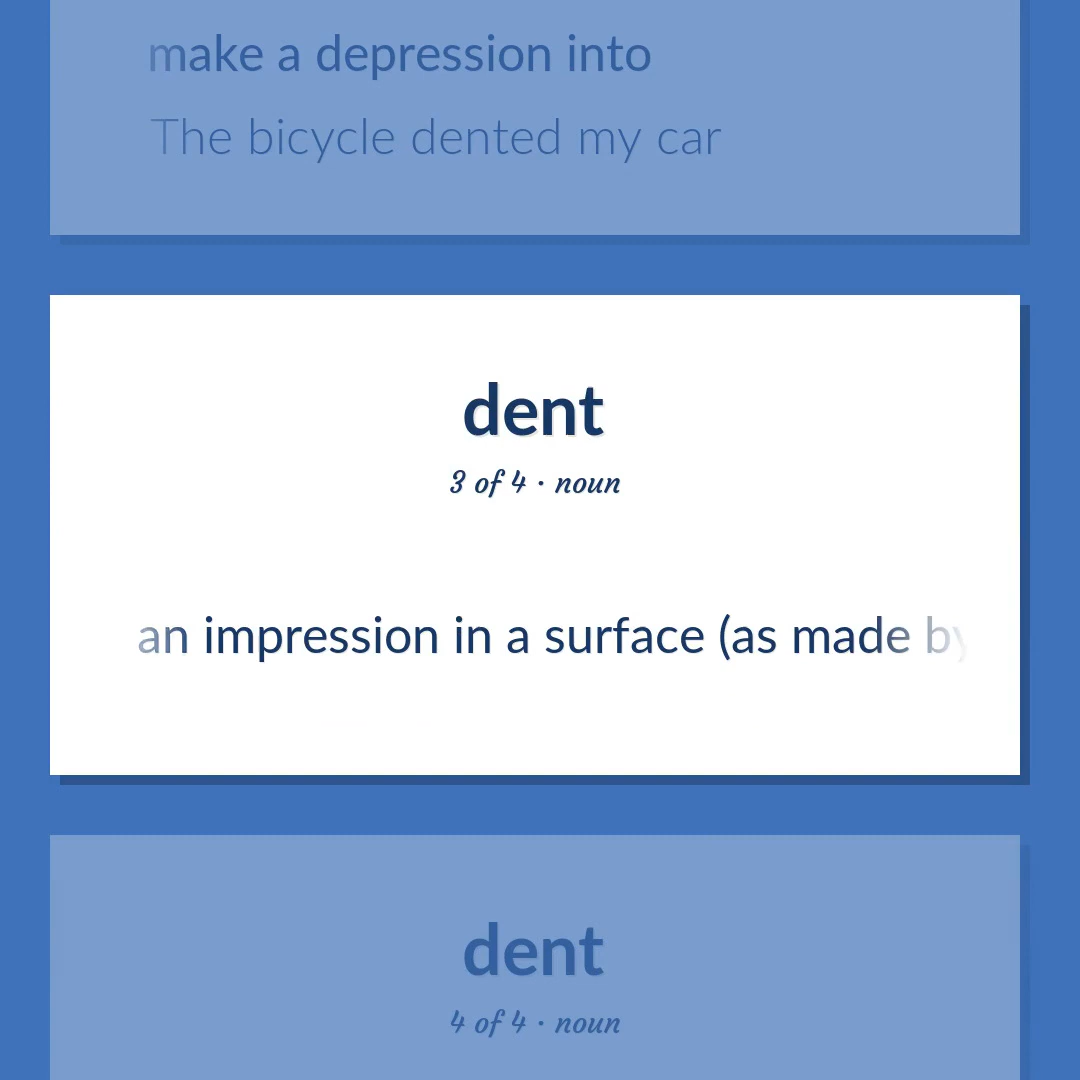 make a depression into
The bicycle dented my car
dent
3 of 4 · noun
an impression in a surface (as made by
dent
4 of 4 · noun